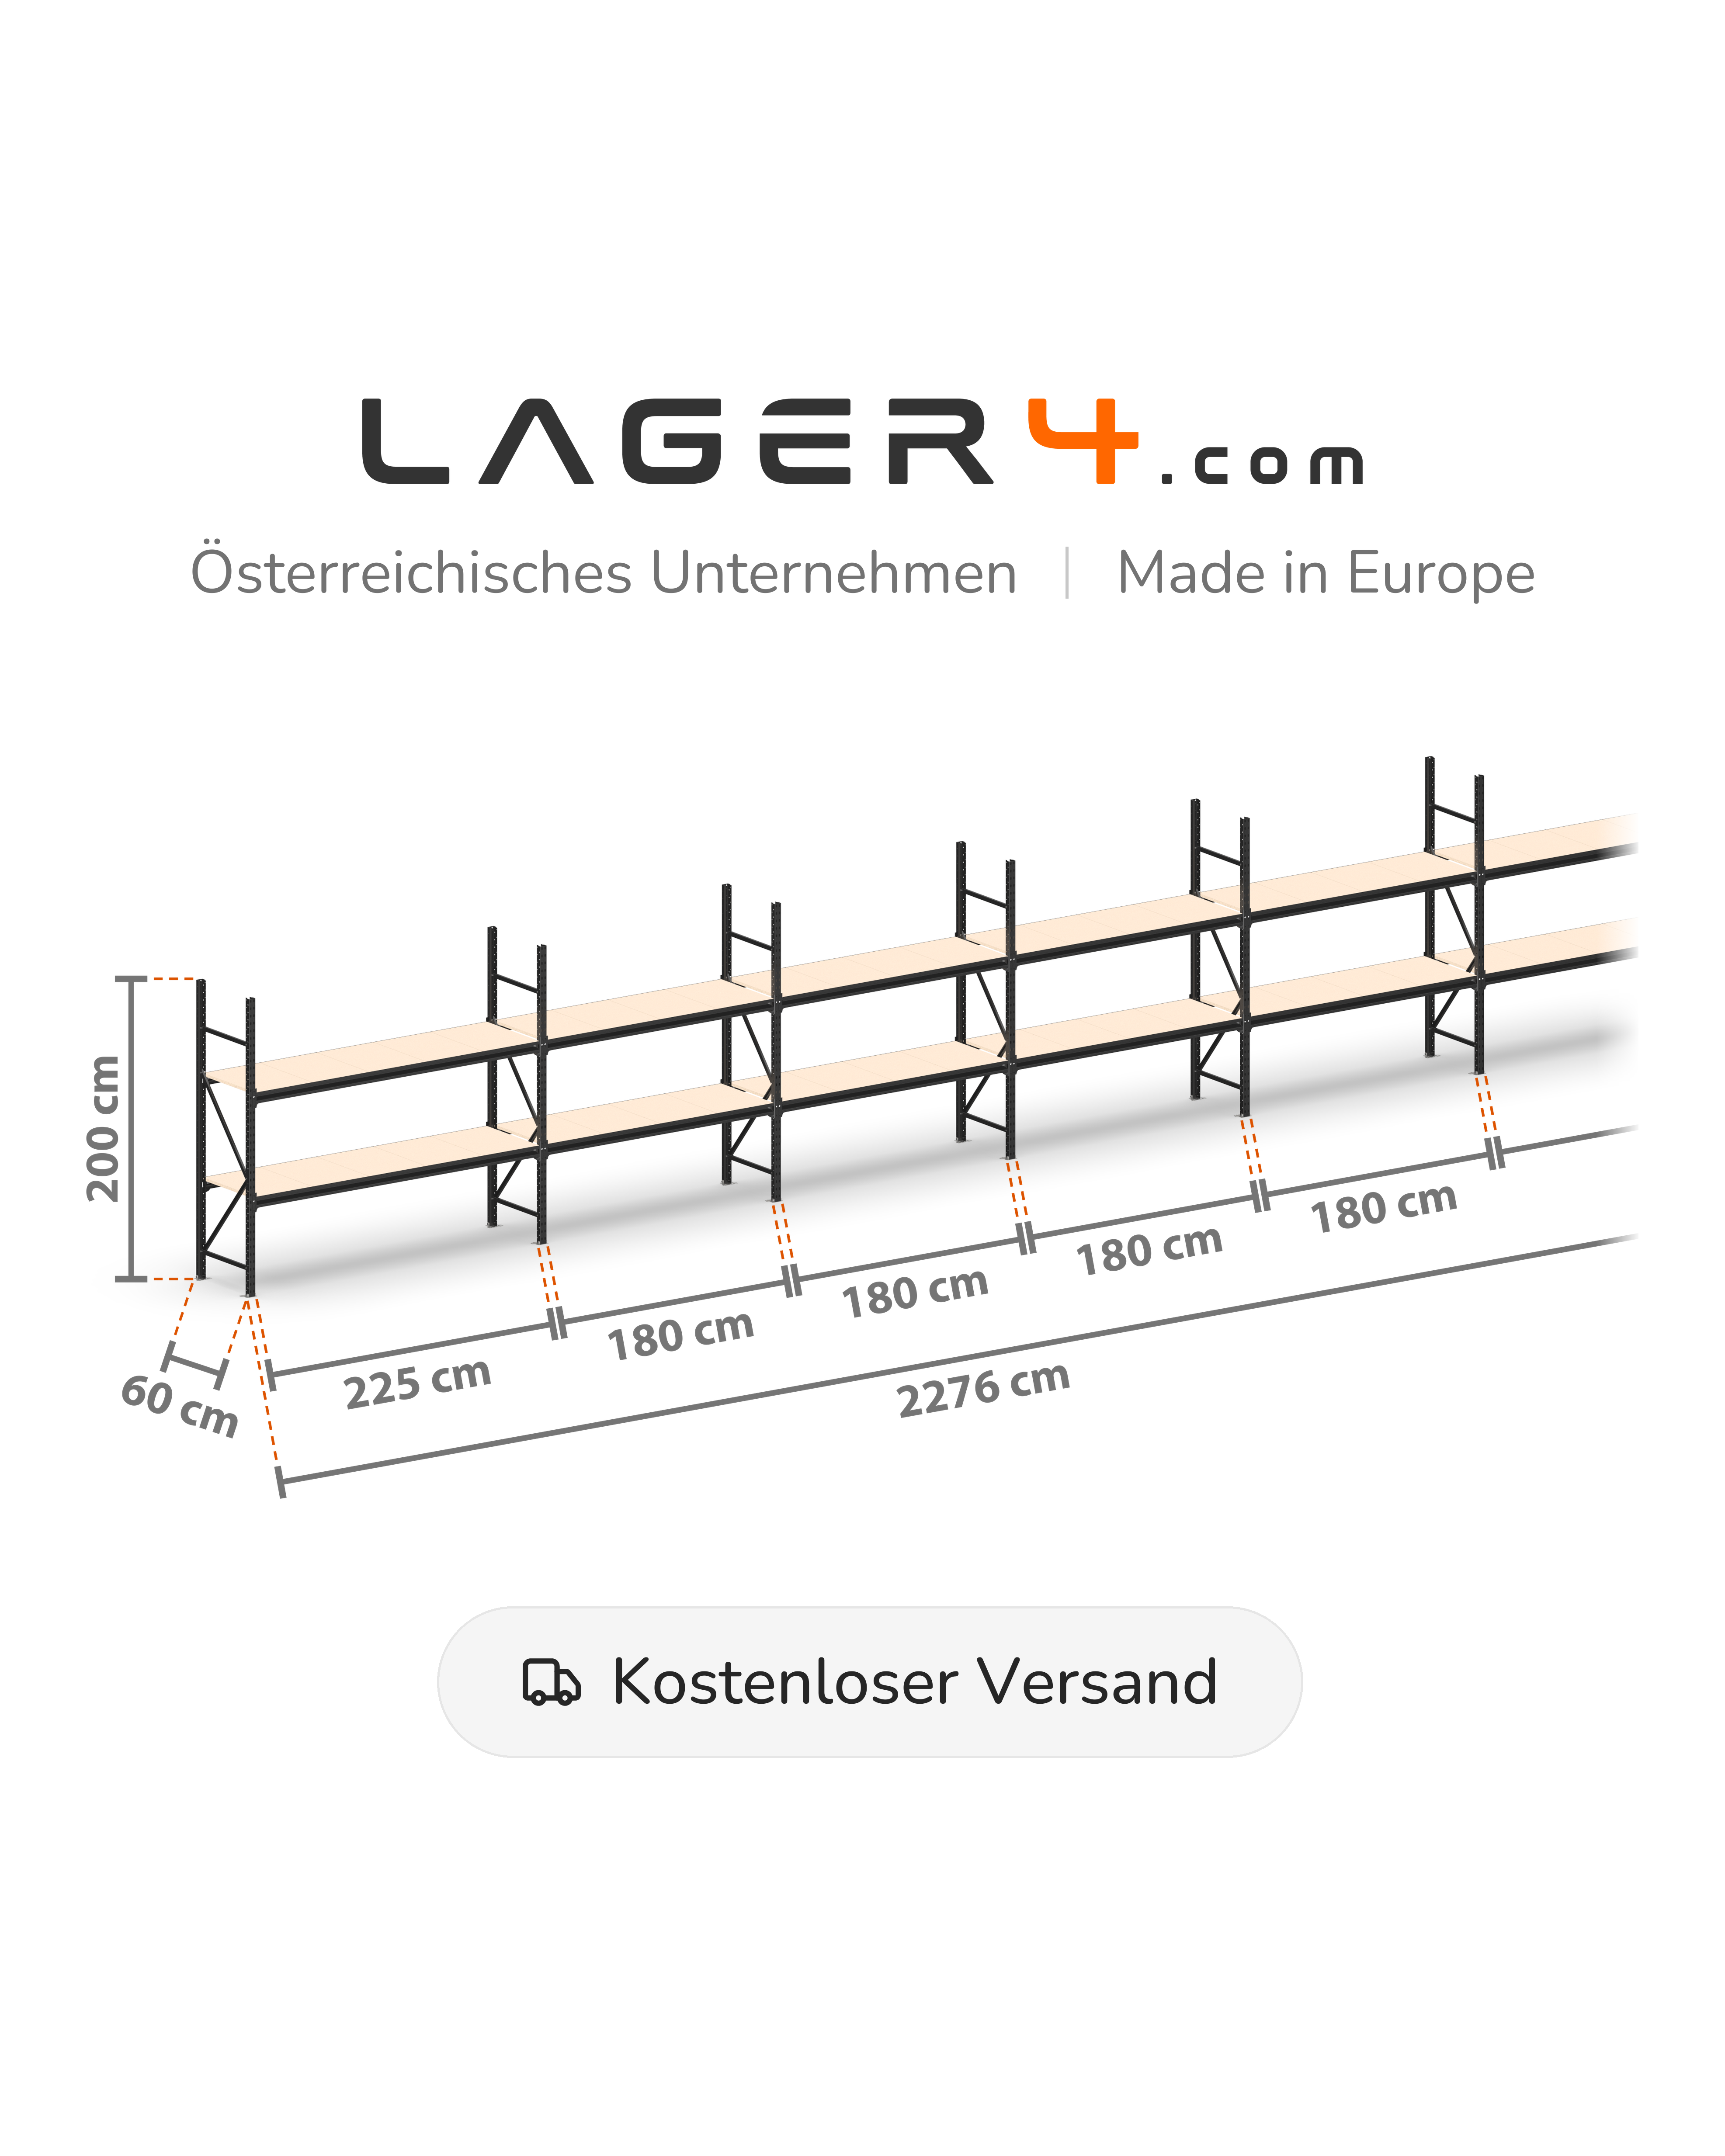 LAGER4.com
Österreichisches Unternehmen | Made in Europe
200 cm
60 cm
225 cm
180 cm
180 cm
180 cm
180 cm
2276 cm
Kostenloser Versand